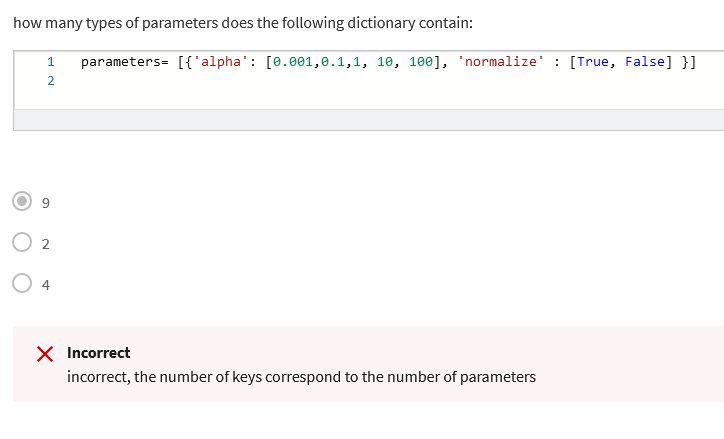 how many types of parameters does the following dictionary contain:
1 parameters= [{'alpha': [0.001,0.1,1, 10, 100], 'normalize' : [True, False] }]
2
9
2
4
Incorrect
incorrect, the number of keys correspond to the number of parameters